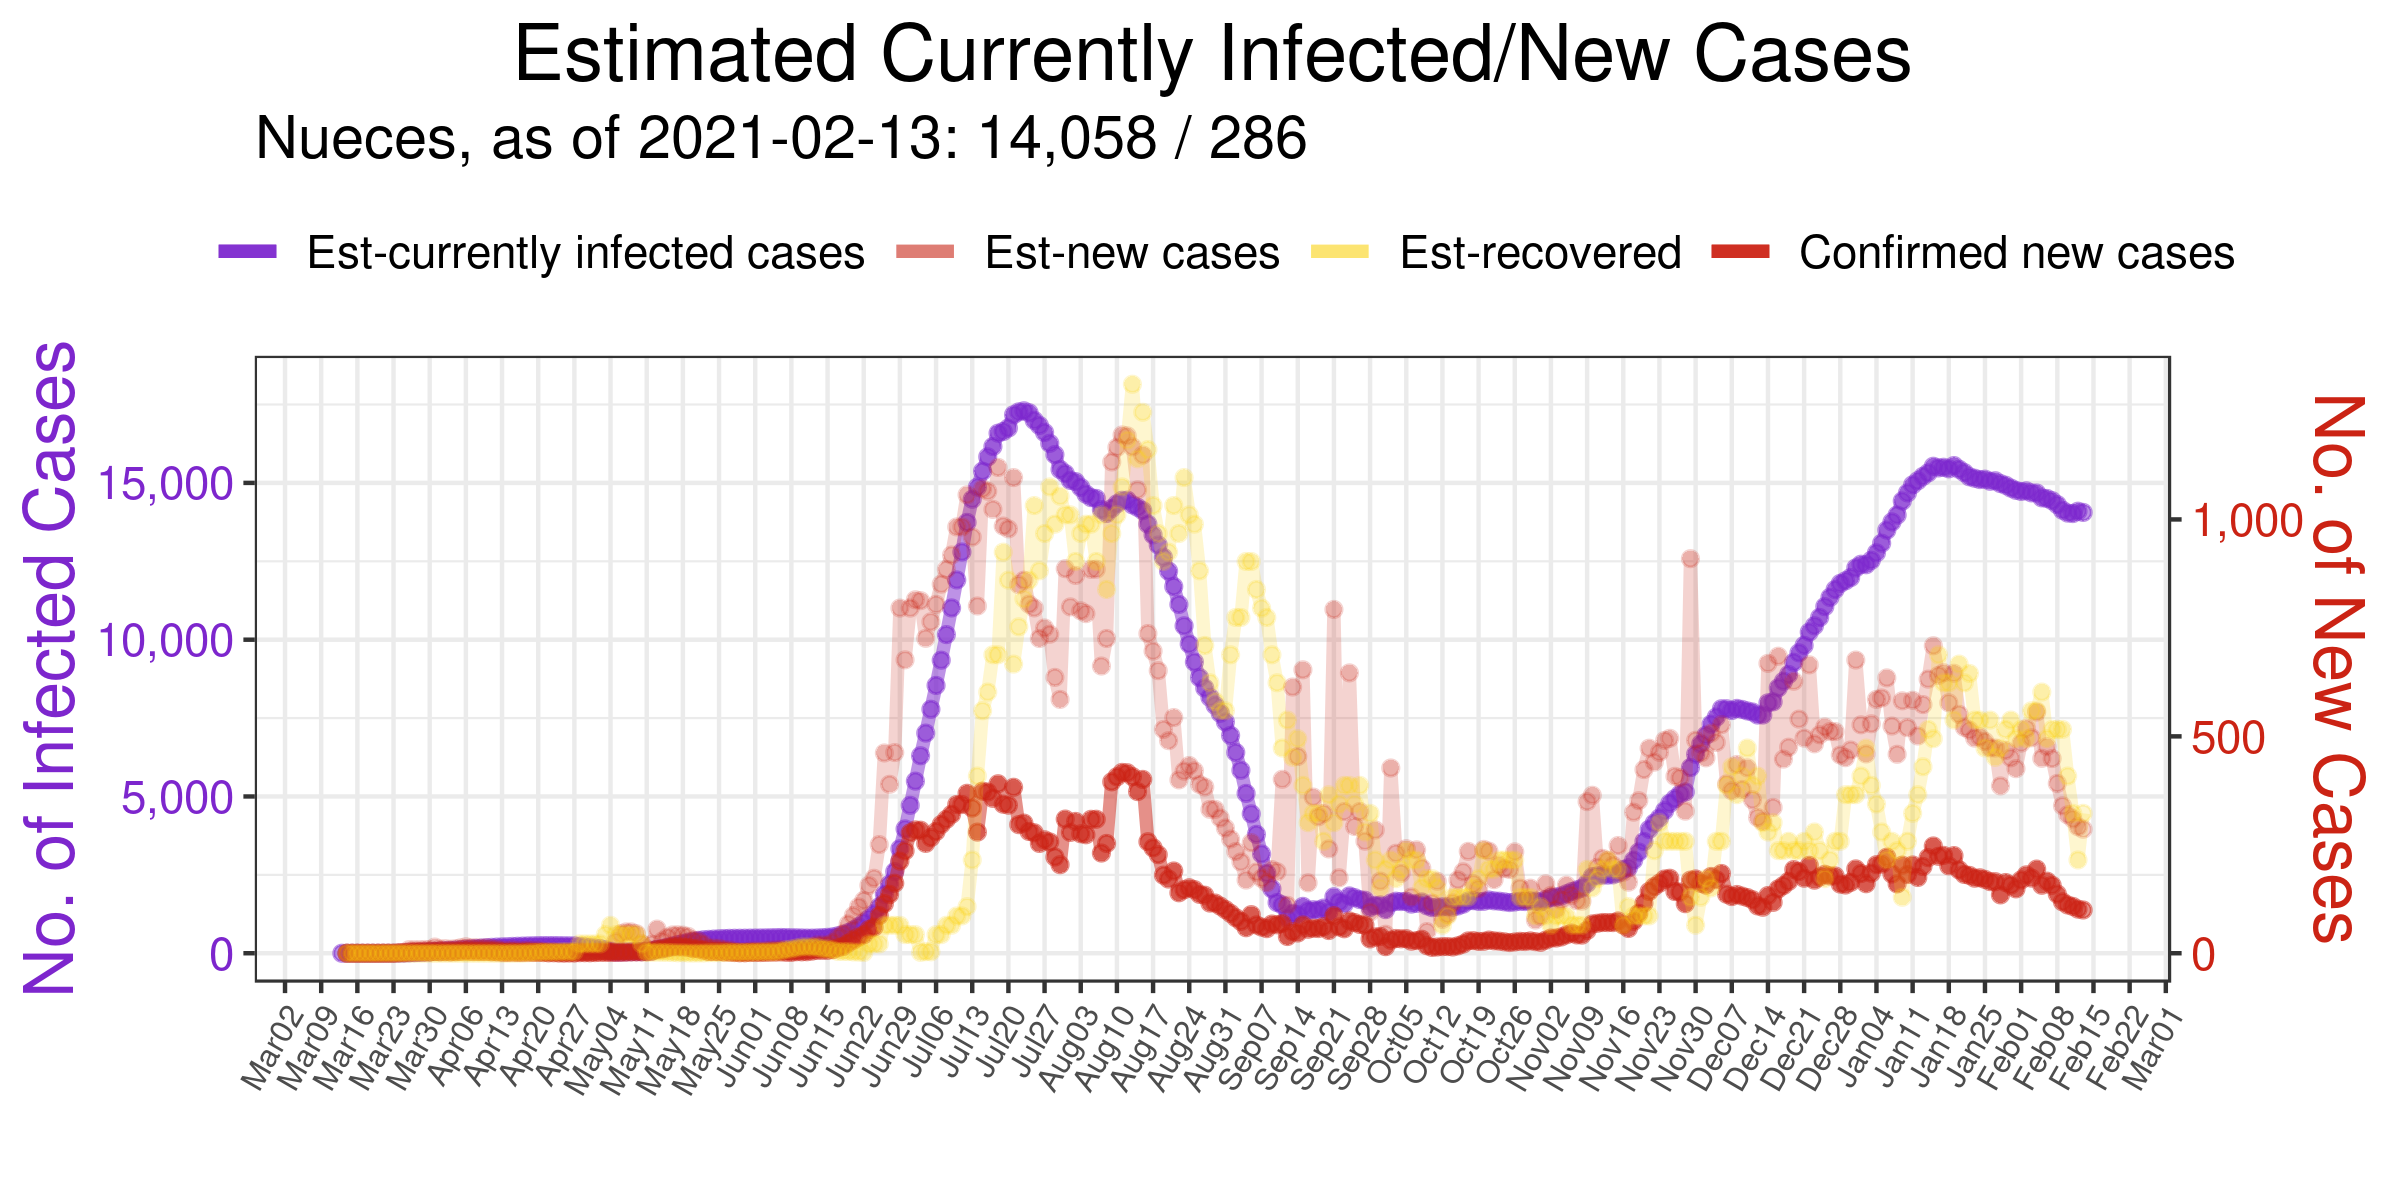 Estimated Currently Infected/New Cases
Nueces, as of 2021-02-13: 14,058 / 286
Est-currently infected cases
Est-new cases
Est-recovered
Confirmed new cases
No. of Infected Cases
15,000
10,000
5,000
0
1,000
500
0
No. of New Cases
Mar02
Mar09
Mar16
Mar23
Mar30
Apr06
Apr13
Apr20
Apr27
May04
May11
May18
May25
Jun01
Jun08
Jun15
Jun22
Jun29
Jul06
Jul13
Jul20
Jul27
Aug03
Aug10
Aug17
Aug24
Aug31
Sep07
Sep14
Sep21
Sep28
Oct05
Oct12
Oct19
Oct26
Nov02
Nov09
Nov16
Nov23
Nov30
Dec07
Dec14
Dec21
Dec28
Jan04
Jan11
Jan18
Jan25
Feb01
Feb08
Feb15
Feb22
Mar01